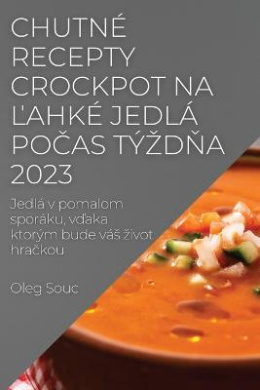 CHUTNÉ
RECEPTY
CROCKPOT NA
ĽAHKÉ JEDLÁ
POČAS TÝŽDŇA
2023
Jedlá v pomalom
sporáku, vďaka
ktorým bude váš život
hračkou
Oleg Souc